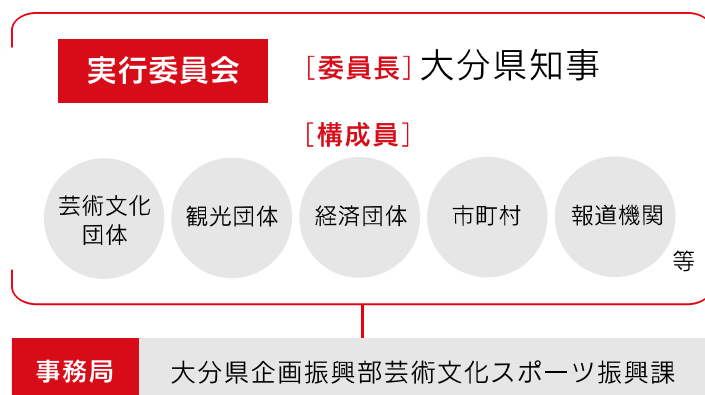 実行委員会
[委員長] 大分県知事
[構成員]
芸術文化
団体
観光団体
経済団体
市町村
報道機関
等
事務局
大分県企画振興部芸術文化スポーツ振興課